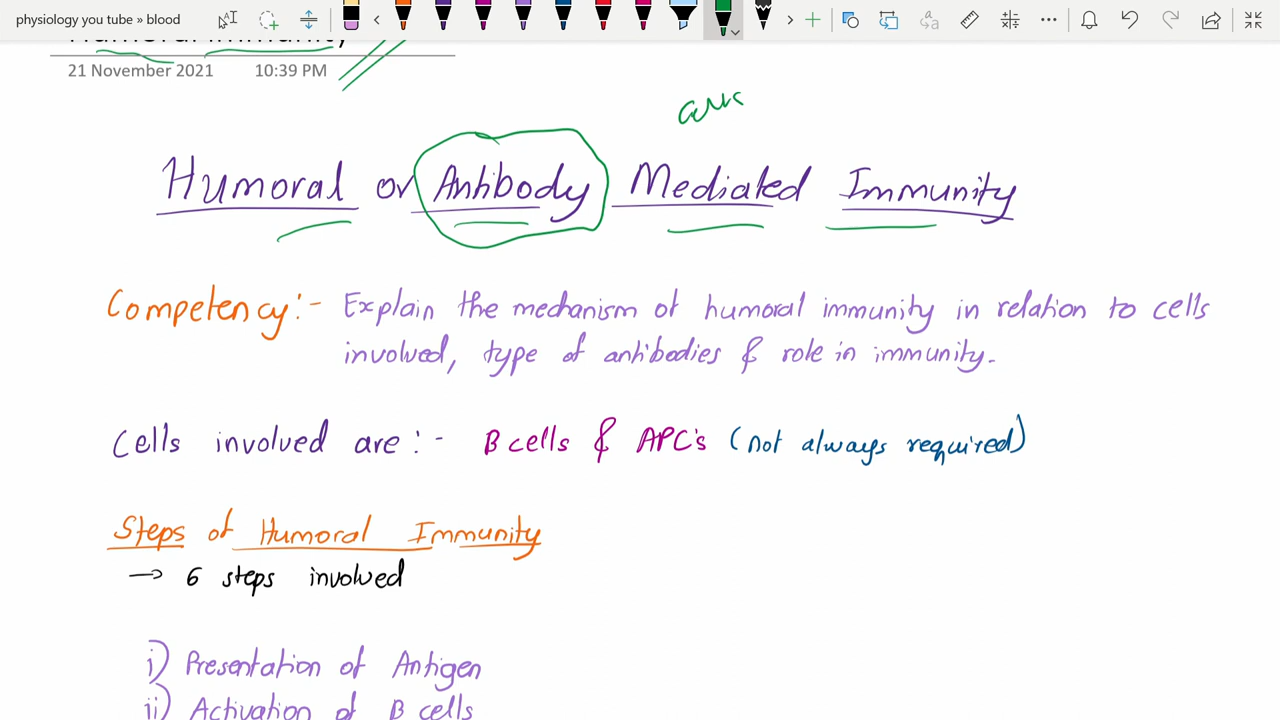 physiology you tube » blood
Humoral Immunity
21 November 2021 10:39 PM
Humoral or Antibody Mediated Immunity
Competency:- Explain the mechanism of humoral immunity in relation to cells
involved, type of antibodies & role in immunity.
Cells involved are:- B cells & APC's (not always required)
Steps of Humoral Immunity
→ 6 steps involved
i) Presentation of Antigen
ii) Activation of B cells